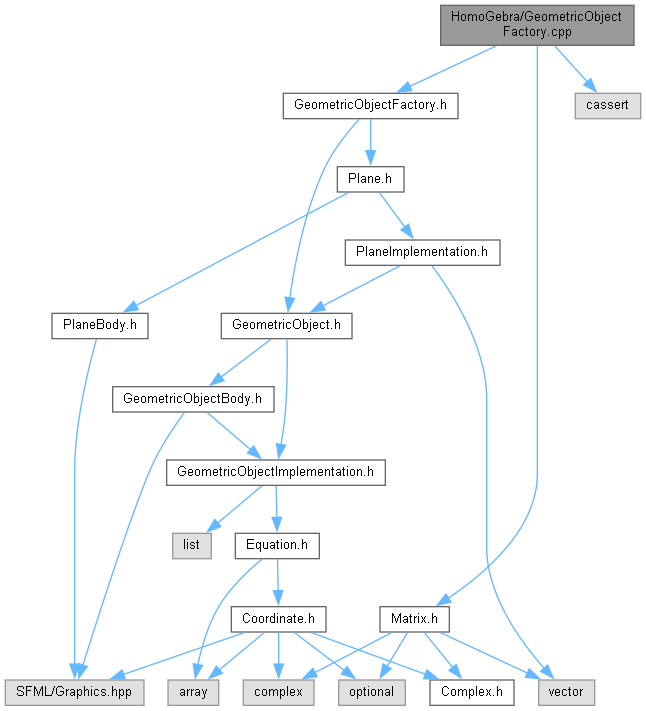 HomoGebra/GeometricObject
Factory.cpp
GeometricObjectFactory.h
cassert
Plane.h
PlaneImplementation.h
PlaneBody.h
GeometricObject.h
GeometricObjectBody.h
GeometricObjectImplementation.h
list
Equation.h
Coordinate.h
Matrix.h
SFML/Graphics.hpp
array
complex
optional
Complex.h
vector